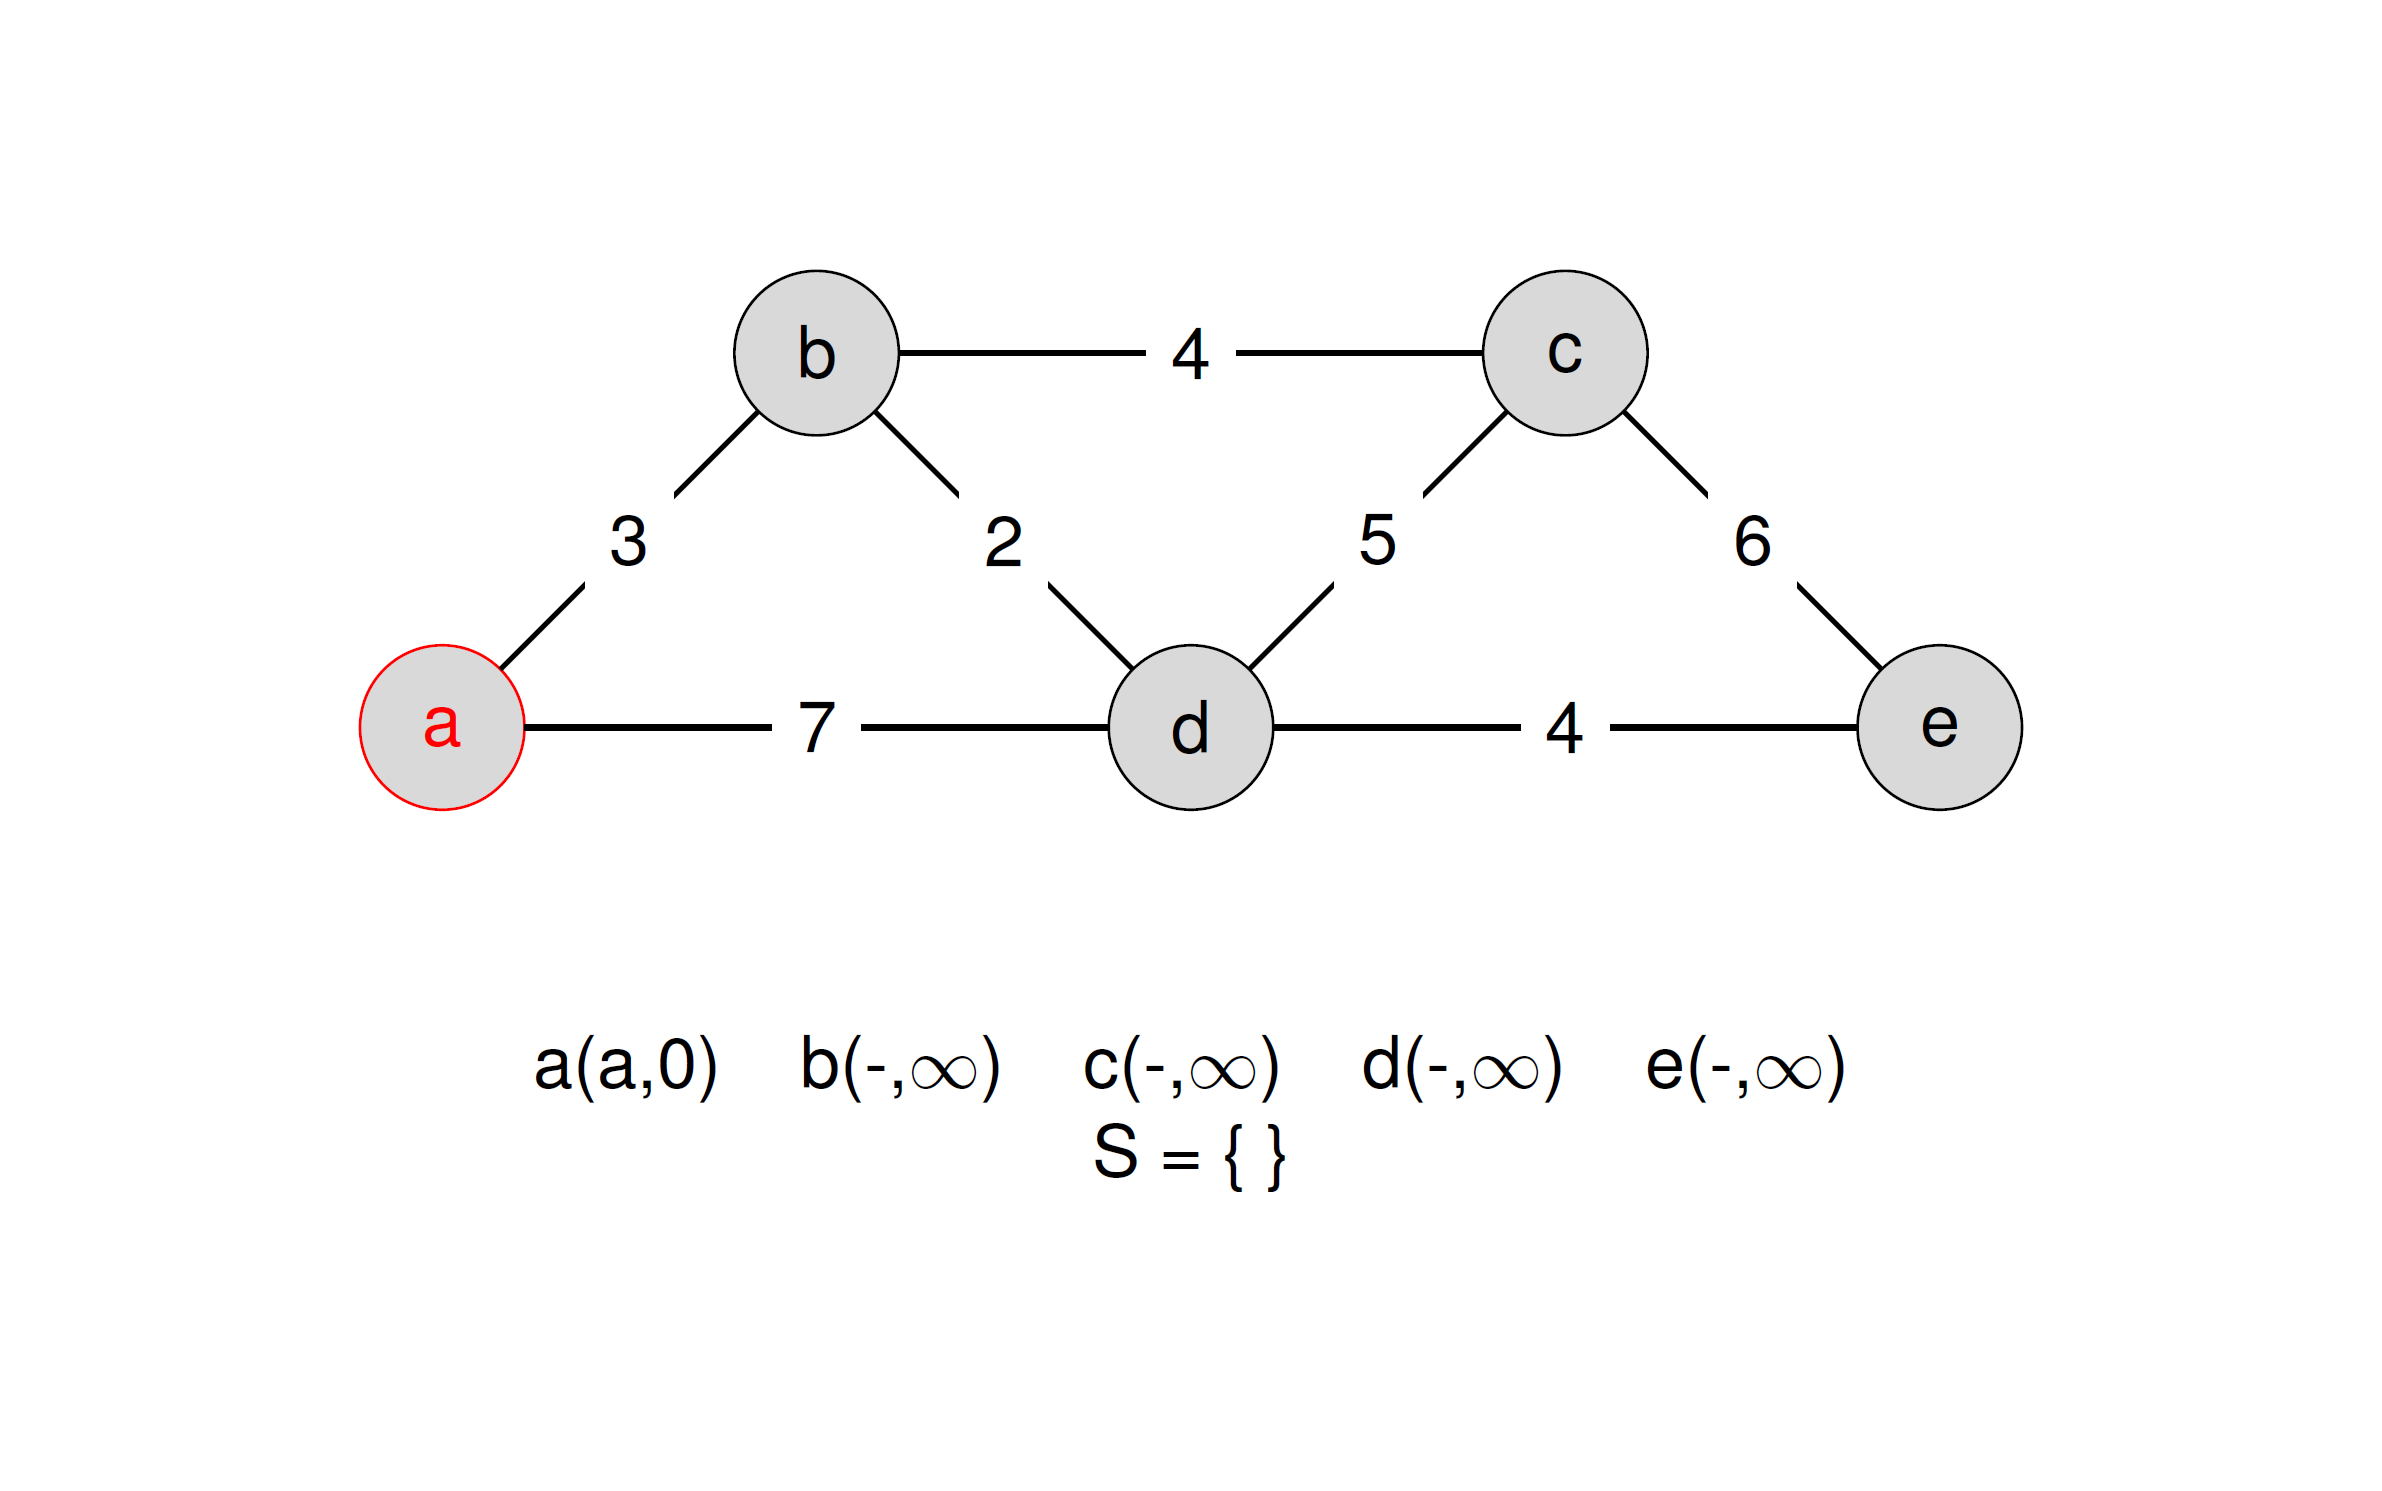 b 4 c
3 2 5 6
a 7 d 4 e
a(a,0) b(-,∞) c(-,∞) d(-,∞) e(-,∞)
S = { }